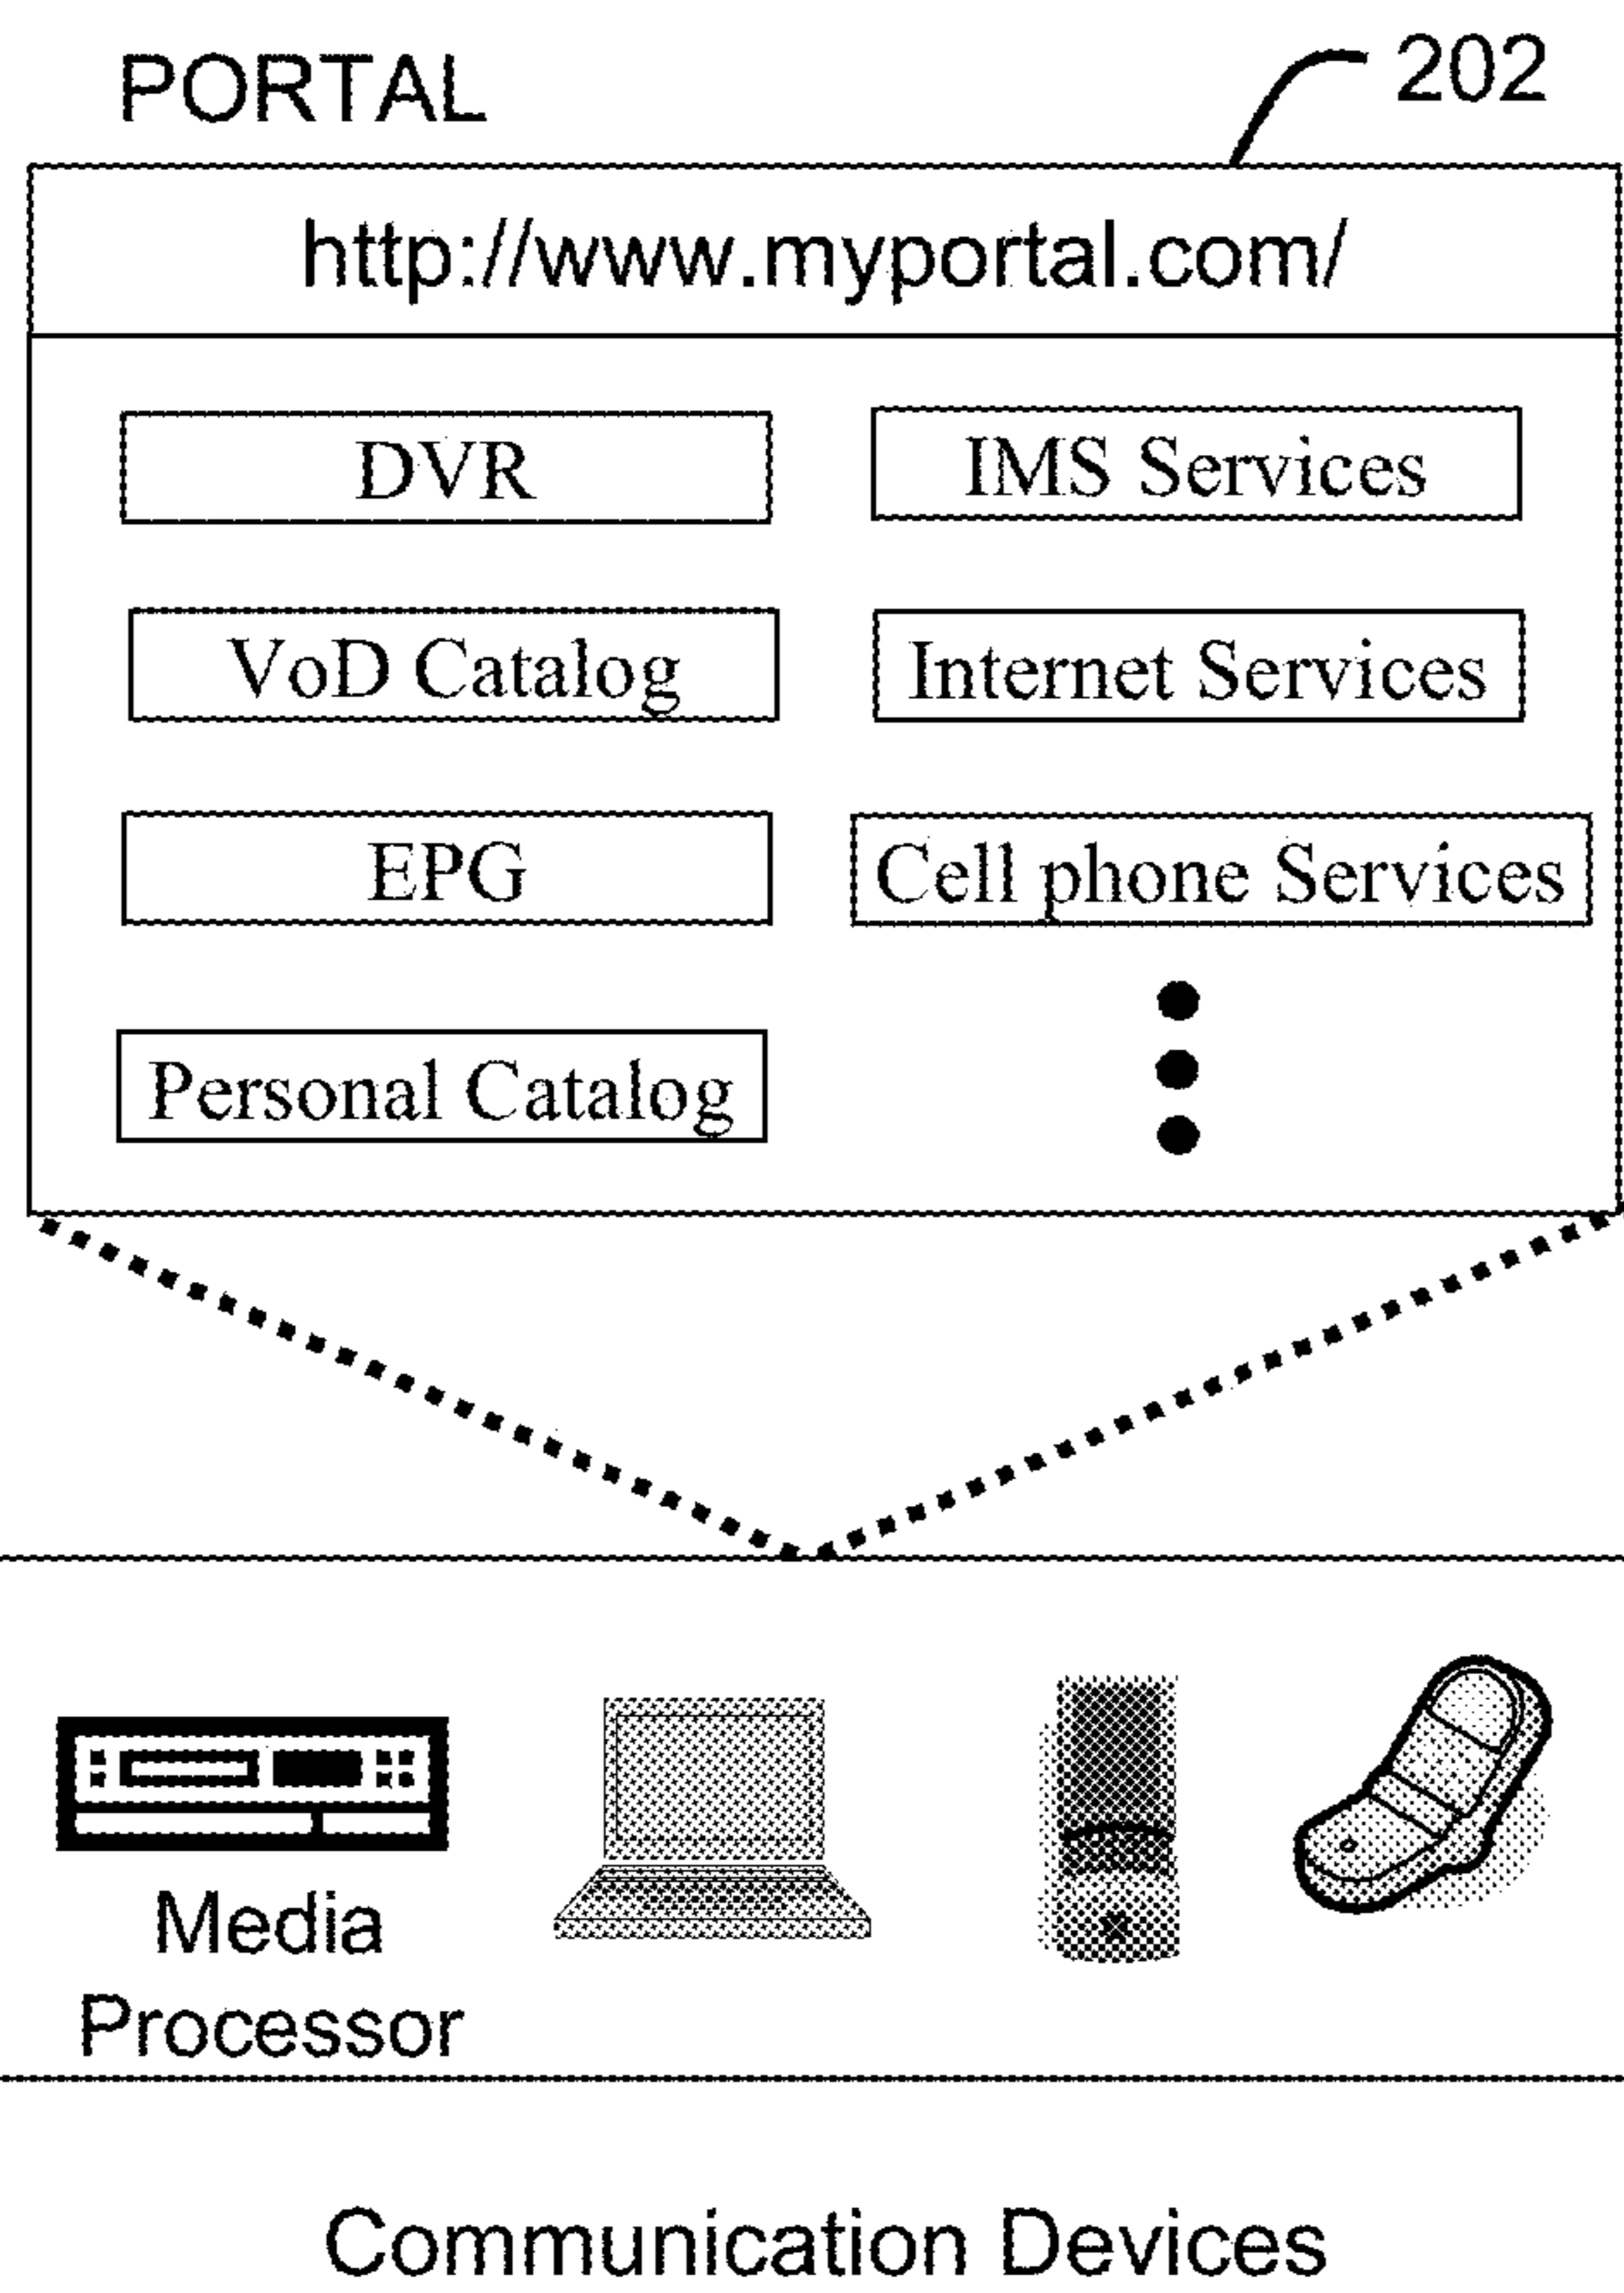 PORTAL
202
http://www.myportal.com/
DVR
IMS Services
VoD Catalog
Internet Services
EPG
Cell phone Services
Personal Catalog
Media
Processor
Communication Devices